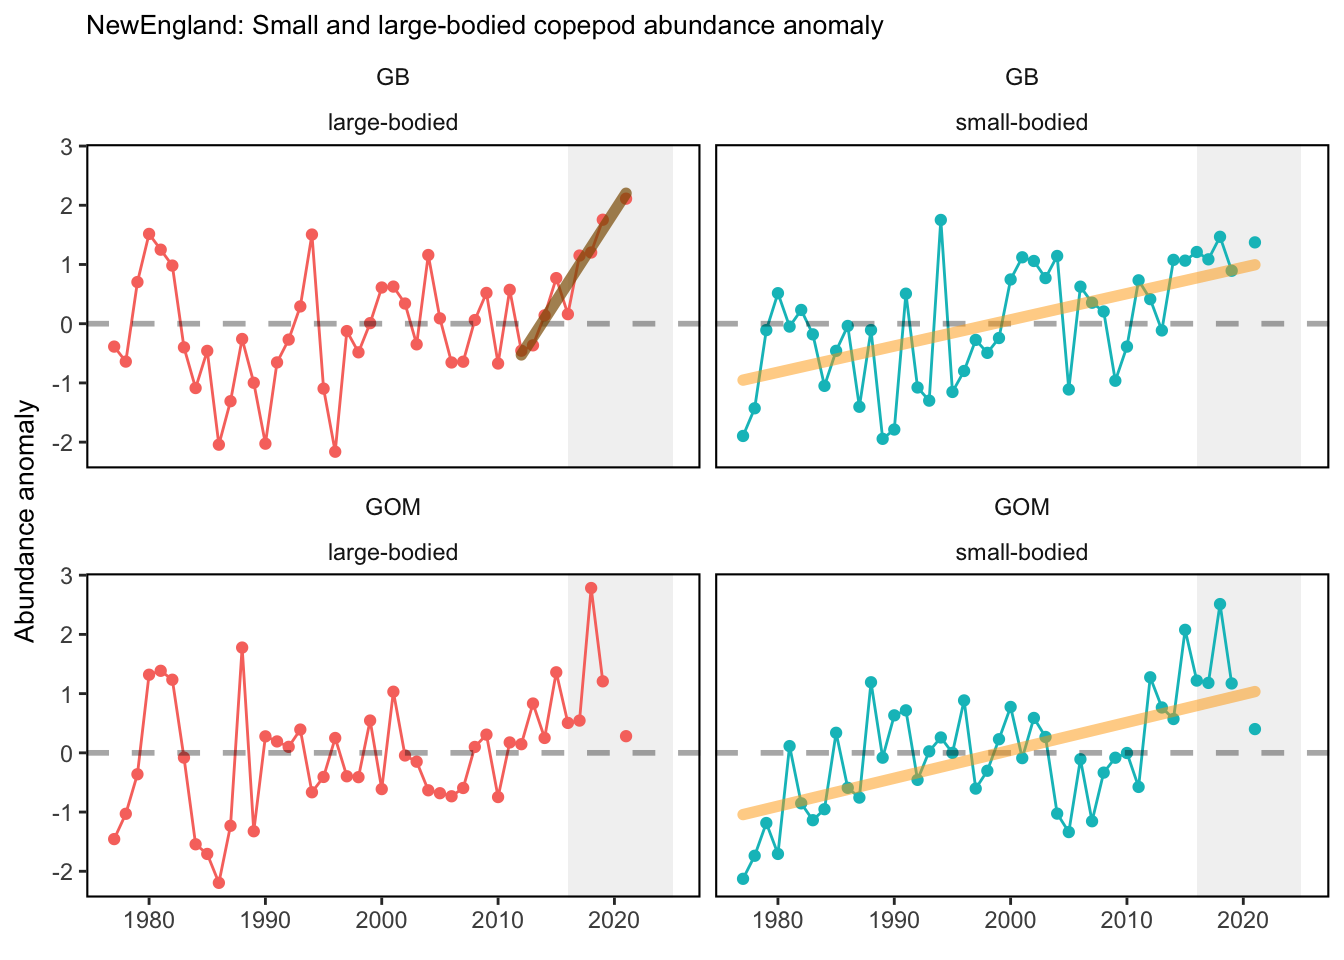 NewEngland: Small and large-bodied copepod abundance anomaly
GB
GB
large-bodied
small-bodied
3
2
1
0
-1
-2
Abundance anomaly
GOM
GOM
large-bodied
small-bodied
3
2
1
0
-1
-2
1980
1990
2000
2010
2020
1980
1990
2000
2010
2020